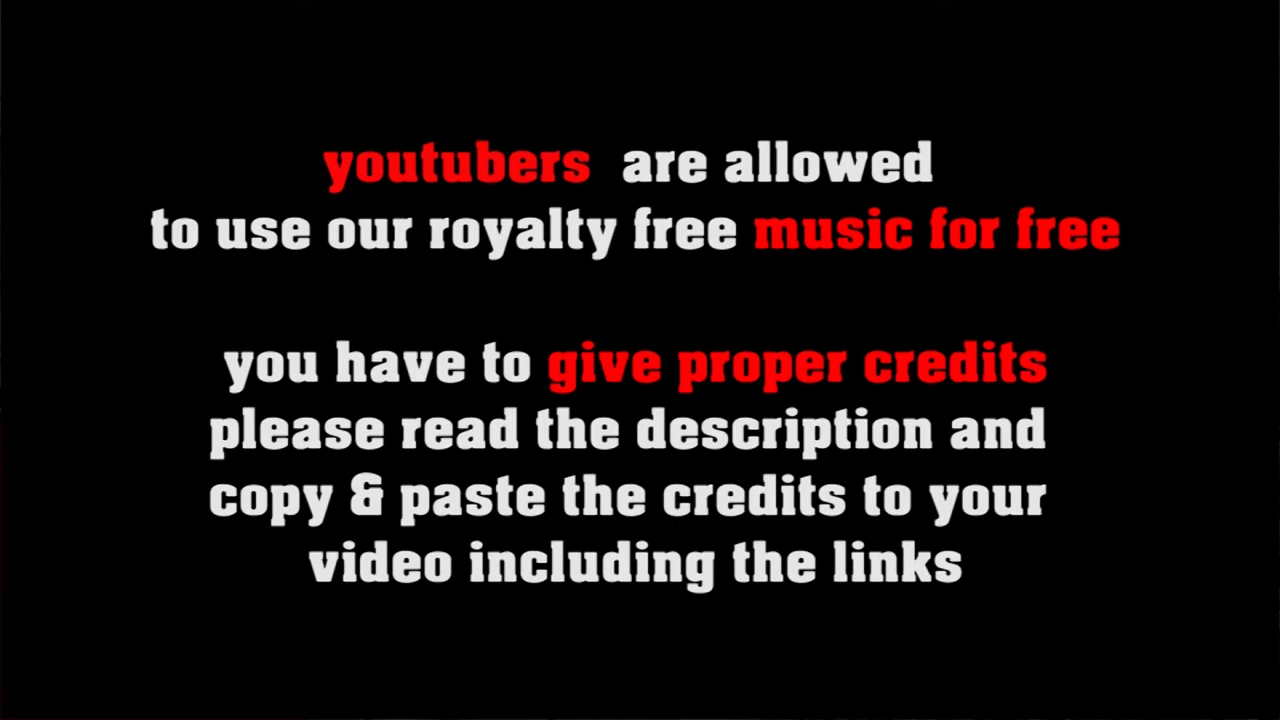 youtubers are allowed
to use our royalty free music for free
you have to give proper credits
please read the description and
copy & paste the credits to your
video including the links